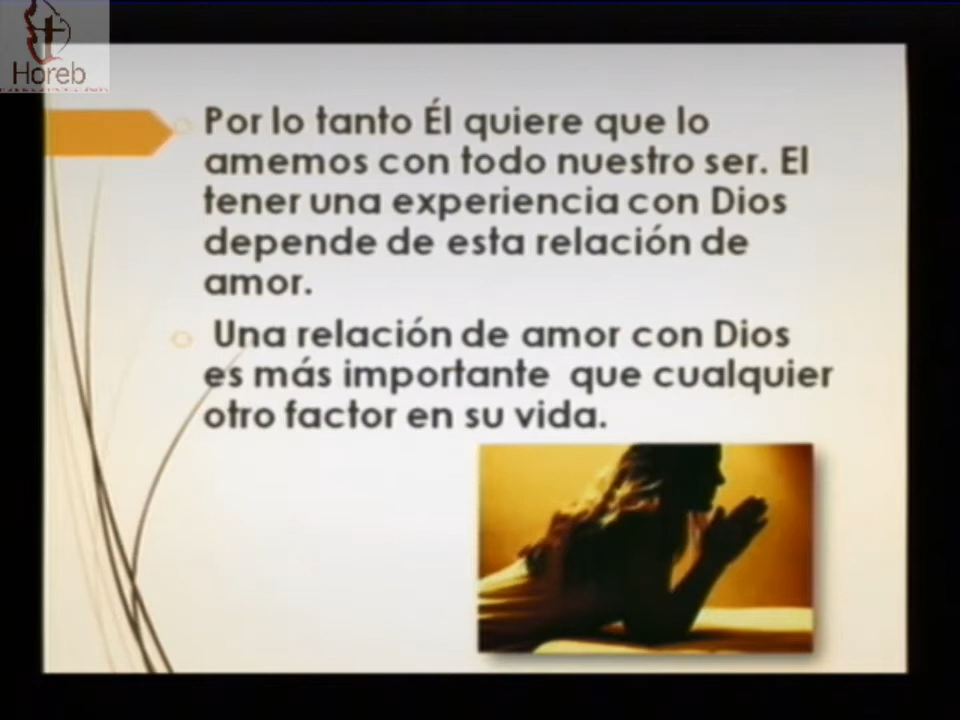 Horeb
Por lo tanto Él quiere que lo
amemos con todo nuestro ser. El
tener una experiencia con Dios
depende de esta relación de
amor.
Una relación de amor con Dios
es más importante que cualquier
otro factor en su vida.